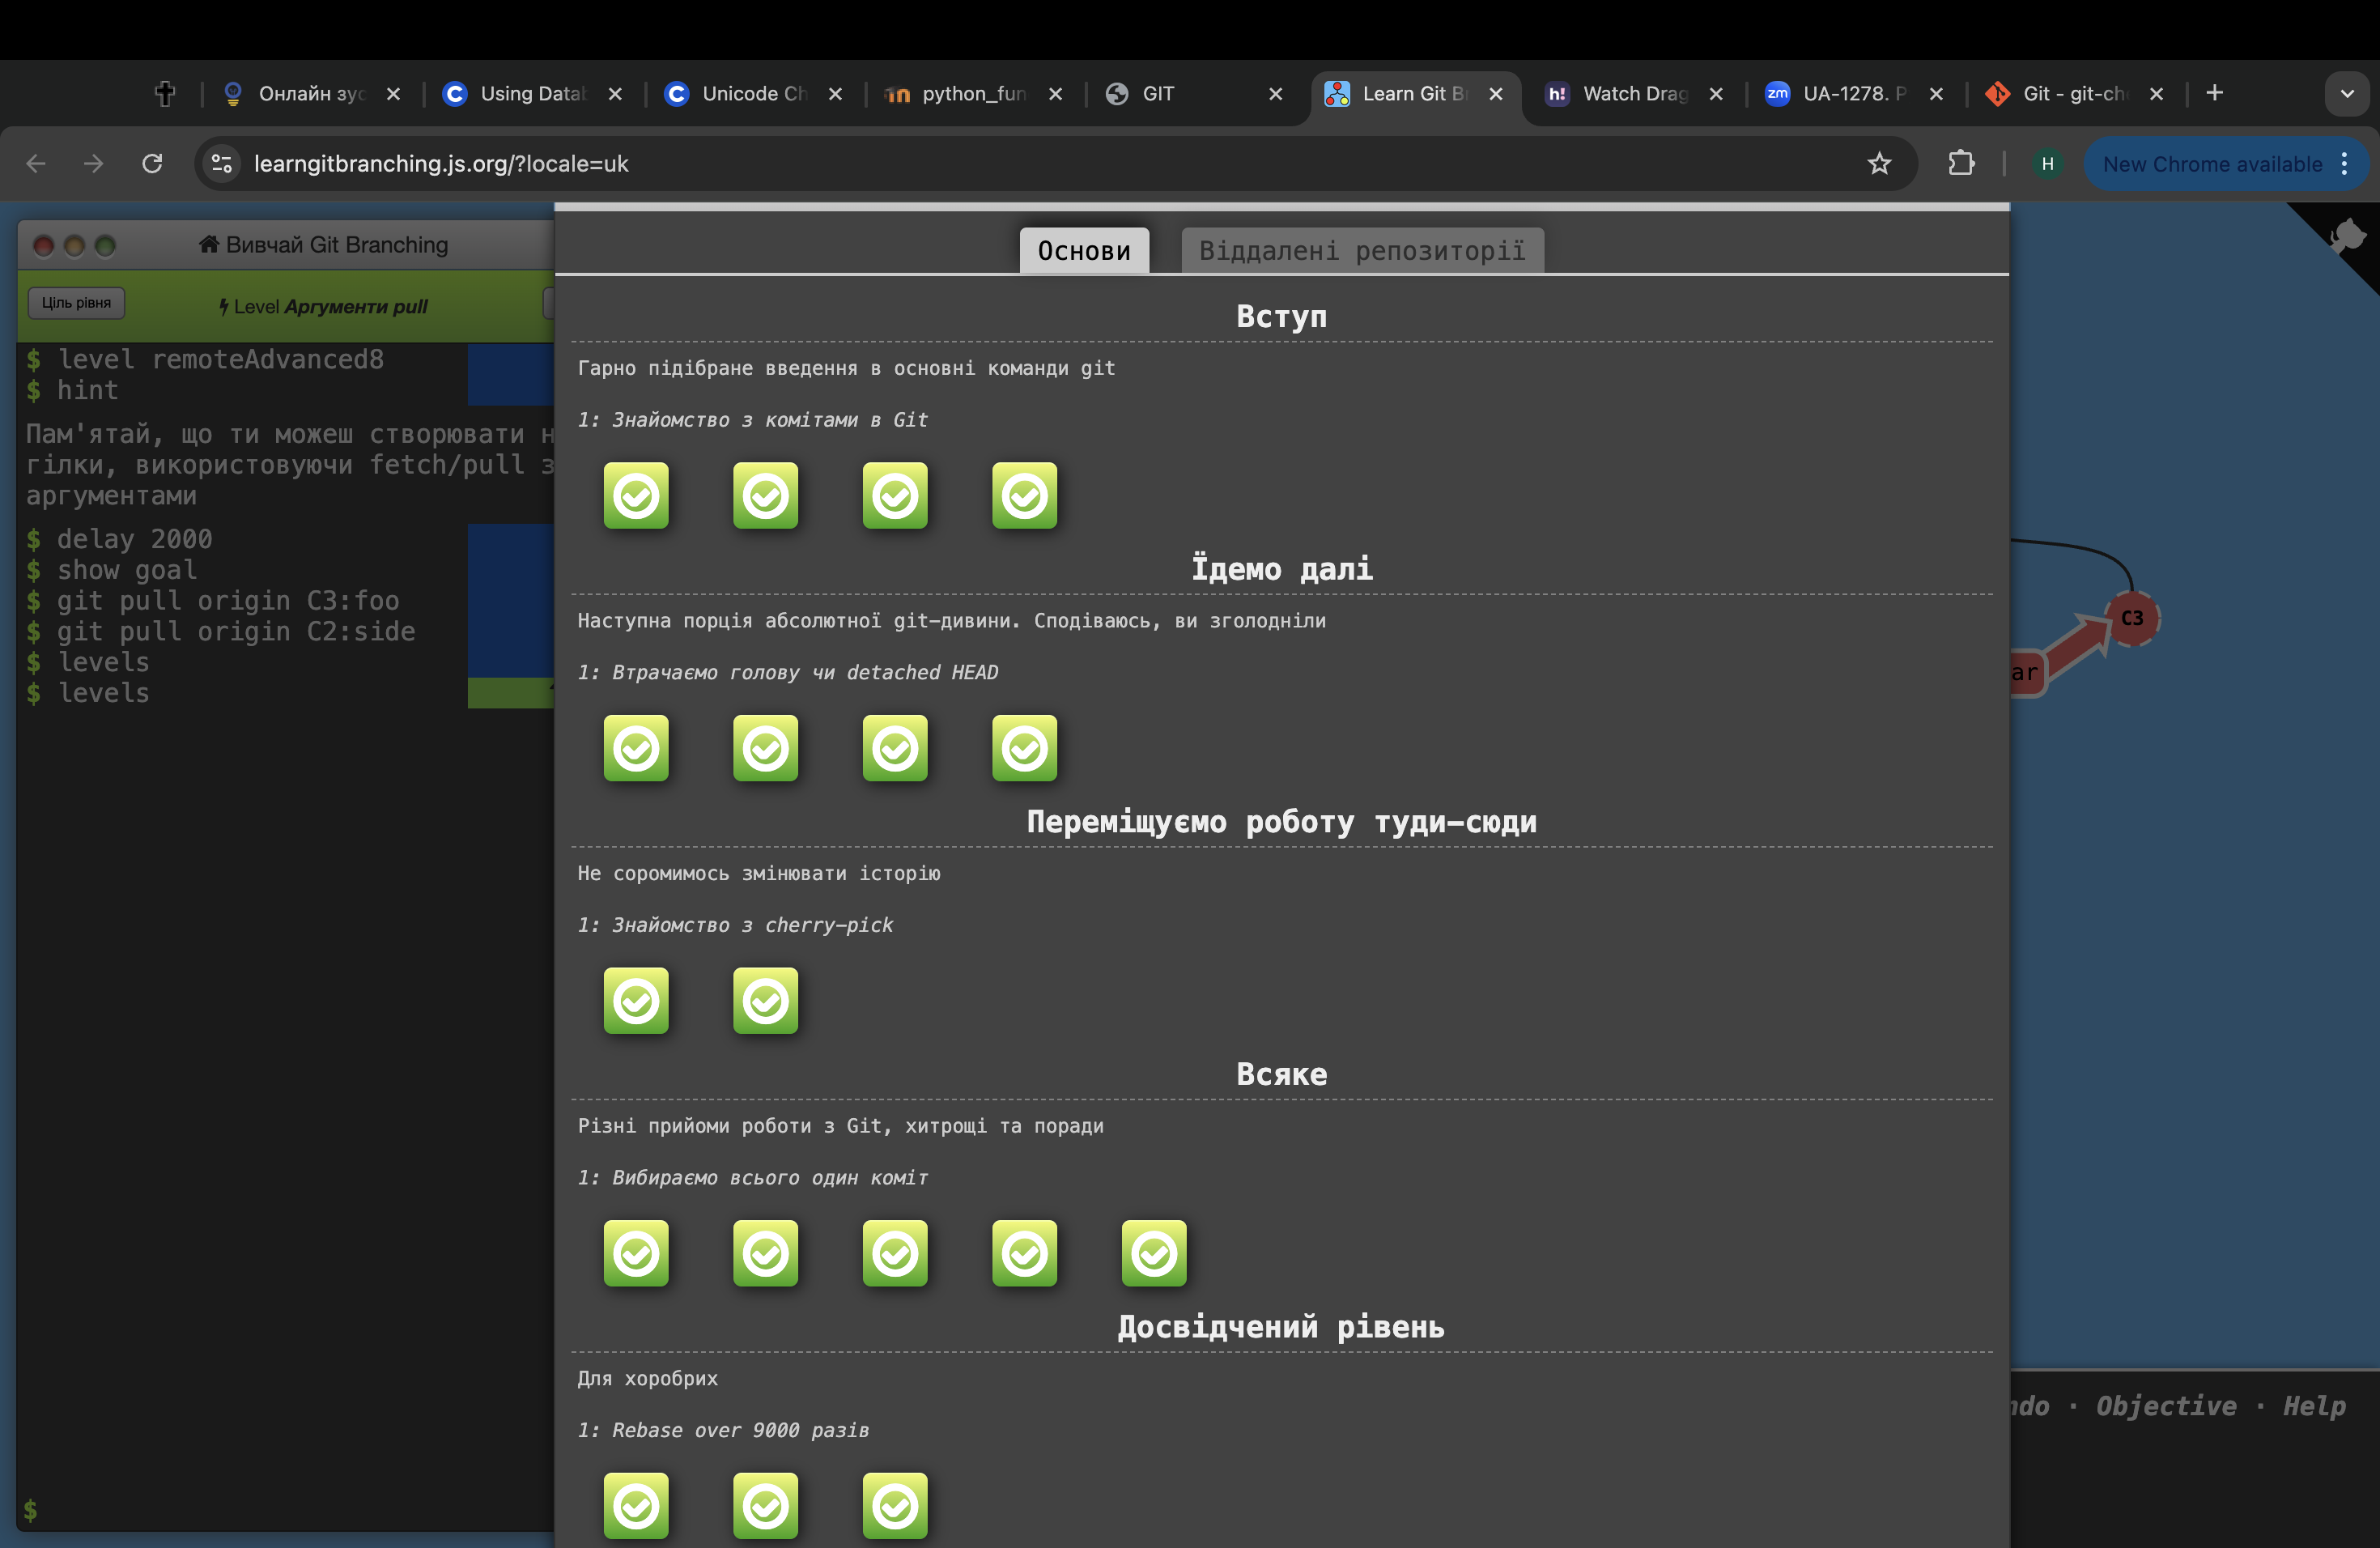 Онлайн зус
Using Datab
Unicode Ch
python_fun
GIT
Learn Git Br
h!
Watch Drag
zm
UA-1278. P
Git - git-che
learngitbranching.js.org/?locale=uk
H
New Chrome available
Вивчай Git Branching
Ціль рівня
Level Аргументи pull
$ level remoteAdvanced8
$ hint
Пам'ятай, що ти можеш створювати н
гілки, використовуючи fetch/pull з
аргументами
$ delay 2000
$ show goal
$ git pull origin C3:foo
$ git pull origin C2:side
$ levels
$ levels
$
Основи
Віддалені репозиторії
Вступ
Гарно підібране введення в основні команди git
1: Знайомство з комітами в Git
Їдемо далі
Наступна порція абсолютної git-дивини. Сподіваюсь, ви зголодніли
1: Втрачаємо голову чи detached HEAD
Переміщуємо роботу туди-сюди
Не соромимось змінювати історію
1: Знайомство з cherry-pick
Всяке
Різні прийоми роботи з Git, хитрощі та поради
1: Вибираємо всього один коміт
Досвідчений рівень
Для хоробрих
1: Rebase over 9000 разів
C3
ar
ndo · Objective · Help